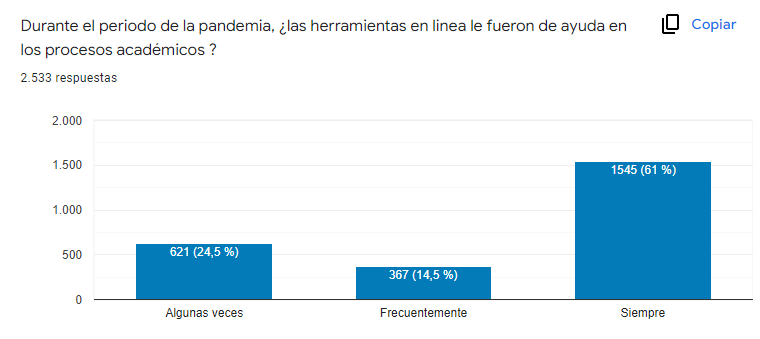 Durante el periodo de la pandemia, ¿las herramientas en linea le fueron de ayuda en
los procesos académicos ?
Copiar
2.533 respuestas
2.000
1.500
1.000
500
0
621 (24,5 %)
367 (14,5 %)
1545 (61 %)
Algunas veces
Frecuentemente
Siempre